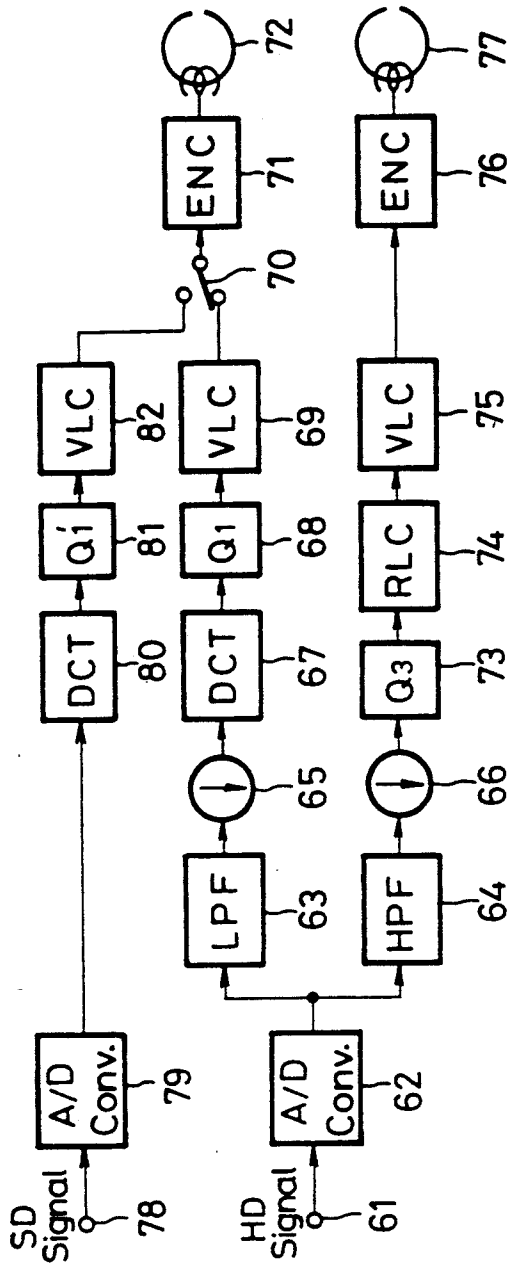 SD
Signal
78
A/D
Conv.
79
DCT
80
Q'1
81
VLC
82
HD
Signal
61
A/D
Conv.
62
LPF
63
65
DCT
67
Q1
68
VLC
69
70
ENC
71
72
HPF
64
66
Q3
73
RLC
74
VLC
75
ENC
76
77